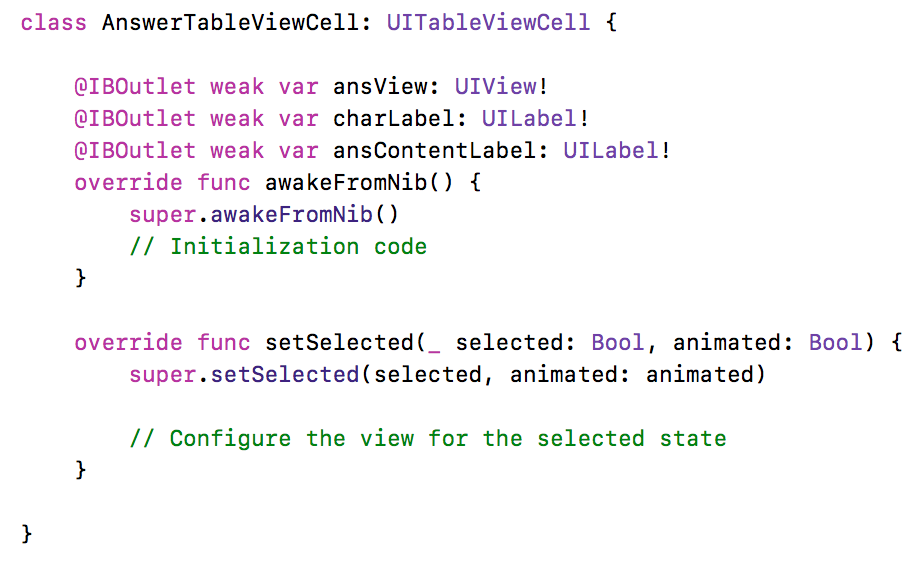 class AnswerTableViewCell: UITableViewCell {
@IBOutlet weak var ansView: UIView!
@IBOutlet weak var charLabel: UILabel!
@IBOutlet weak var ansContentLabel: UILabel!
override func awakeFromNib() {
super.awakeFromNib()
// Initialization code
}
override func setSelected(_ selected: Bool, animated: Bool) {
super.setSelected(selected, animated: animated)
// Configure the view for the selected state
}
}